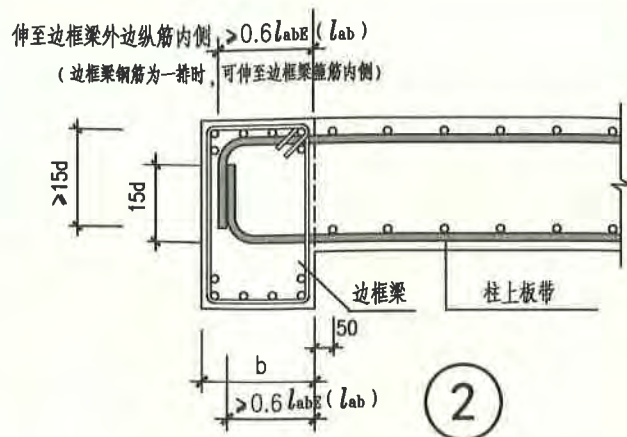 伸至边框梁外边纵筋内侧 ≥0.6labE(lab)
(边框梁钢筋为一排时,可伸至边框梁箍筋内侧)
≥15d
15d
边框梁
柱上板带
50
b
≥0.6labE(lab)
2